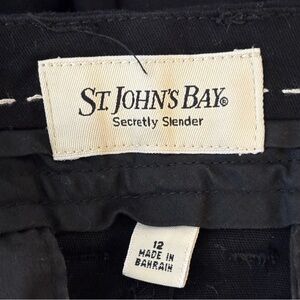 ST. JOHN'S BAY®
Secretly Slender
12
MADE IN
BAHRAIN